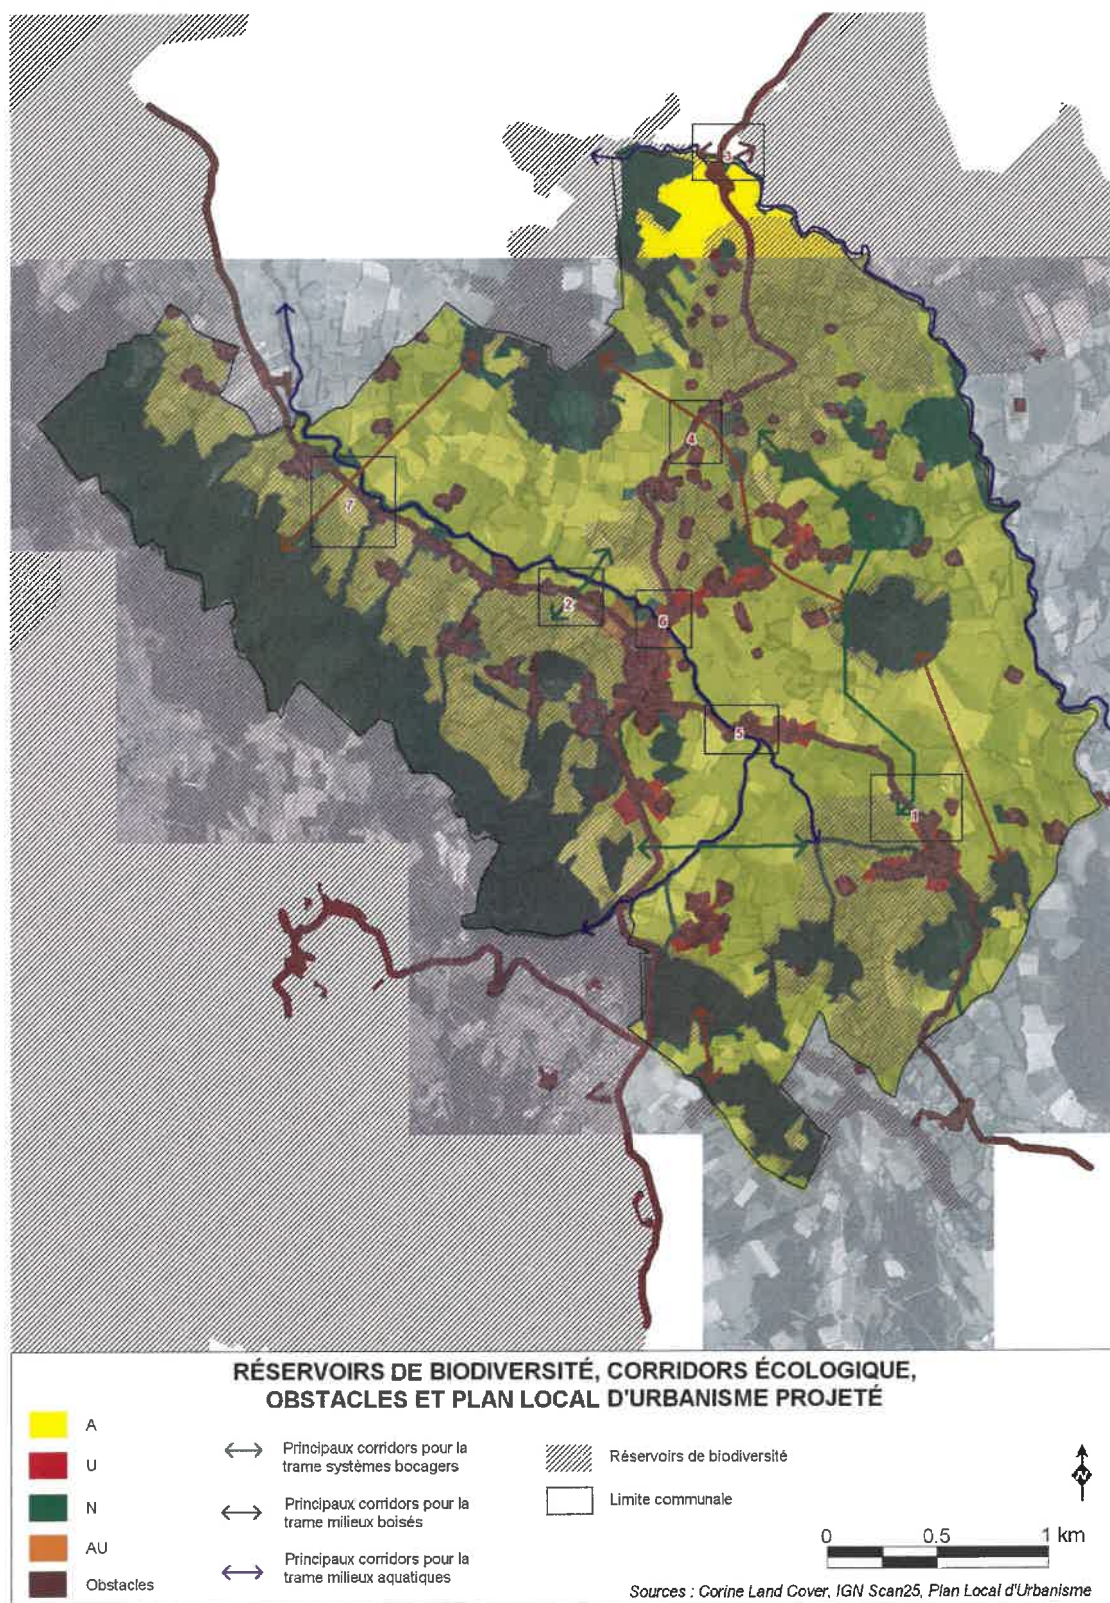 3
4
7
2
6
5
1
RÉSERVOIRS DE BIODIVERSITÉ, CORRIDORS ÉCOLOGIQUE,
OBSTACLES ET PLAN LOCAL D'URBANISME PROJETÉ
A
U
N
AU
Obstacles
Principaux corridors pour la
trame systèmes bocagers
Principaux corridors pour la
trame milieux boisés
Principaux corridors pour la
trame milieux aquatiques
Réservoirs de biodiversité
Limite communale
N
0 0.5 1 km
Sources : Corine Land Cover, IGN Scan25, Plan Local d'Urbanisme